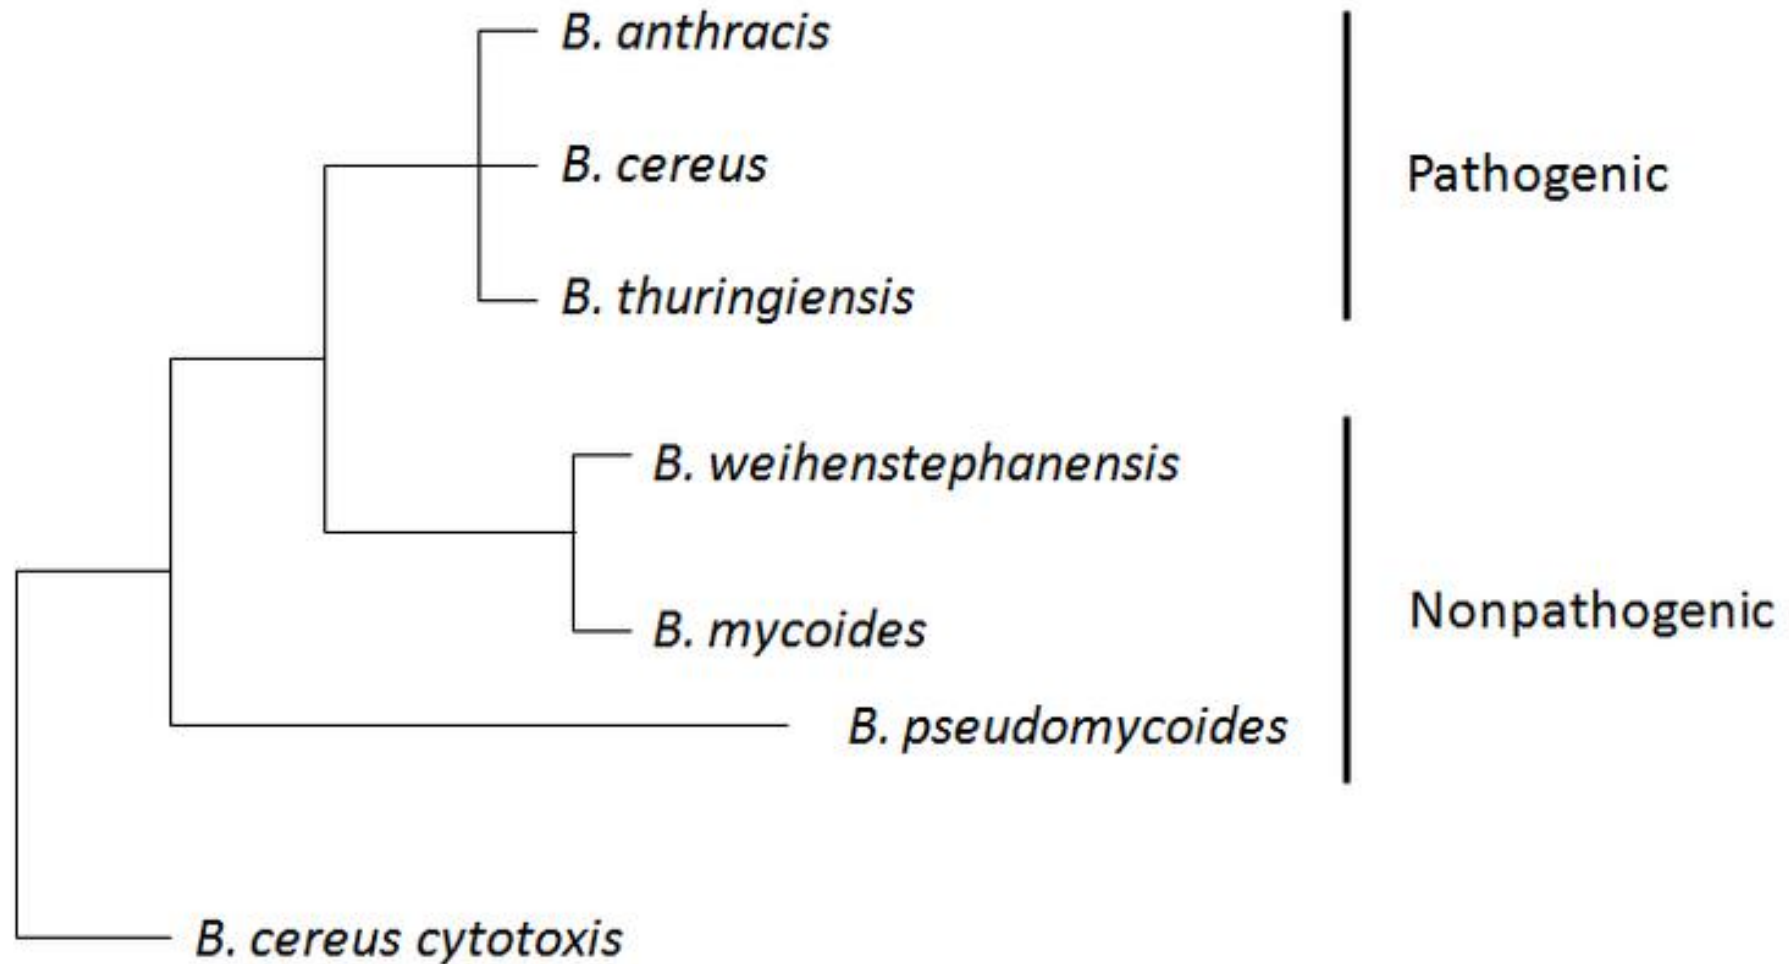 B. anthracis
B. cereus
Pathogenic
B. thuringiensis
B. weihenstephanensis
Nonpathogenic
B. mycoides
B. pseudomycoides
B. cereus cytotoxis